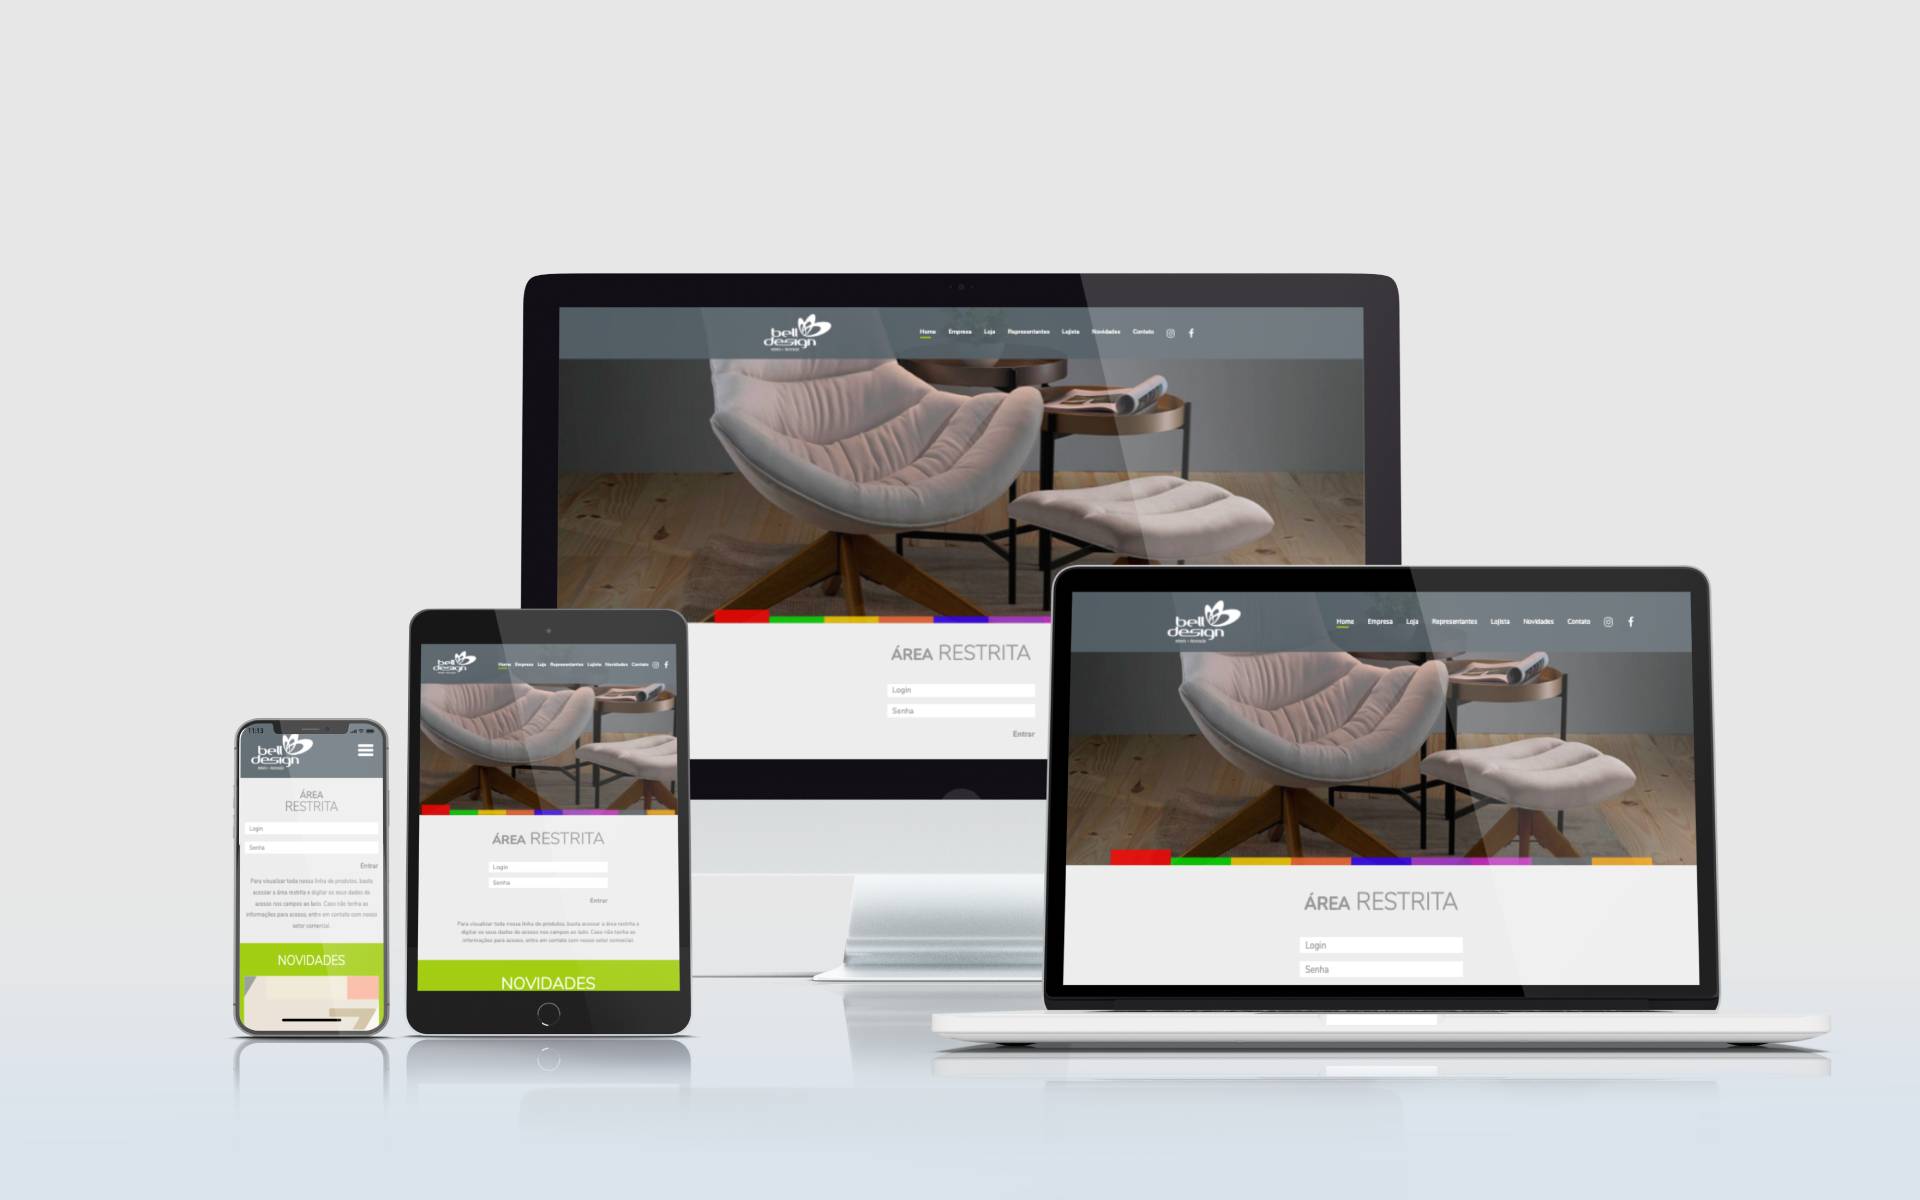 bell
design
Home Empresa Loja Representantes Lojista Novidades Contato
ÁREA RESTRITA
Login
Senha
Entrar
bell
design
Home Empresa Loja Representantes Lojista Novidades Contato
ÁREA RESTRITA
Login
Senha
bell
design
Home Empresa Loja Representantes Lojista Novidades Contato
ÁREA RESTRITA
Login
Senha
Entrar
Para visualizar toda nossa linha de produtos, basta acessar a área restrita e
digitar os seus dados de acesso nos campos ao lado. Caso não tenha as
informações para acesso, entre em contato com nosso setor comercial.
NOVIDADES
11:13
bell
design
ÁREA
RESTRITA
Login
Senha
Entrar
Para visualizar toda nossa linha de produtos, basta
acessar a área restrita e digitar os seus dados de
acesso nos campos ao lado. Caso não tenha as
informações para acesso, entre em contato com nosso
setor comercial.
NOVIDADES